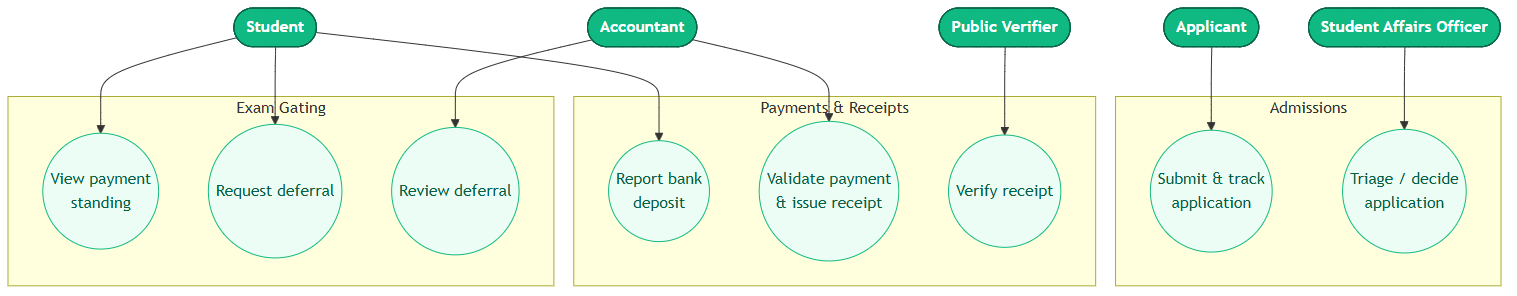 Student
Accountant
Public Verifier
Applicant
Student Affairs Officer
Exam Gating
Payments & Receipts
Admissions
View payment
standing
Request deferral
Review deferral
Report bank
deposit
Validate payment
& issue receipt
Verify receipt
Submit & track
application
Triage / decide
application